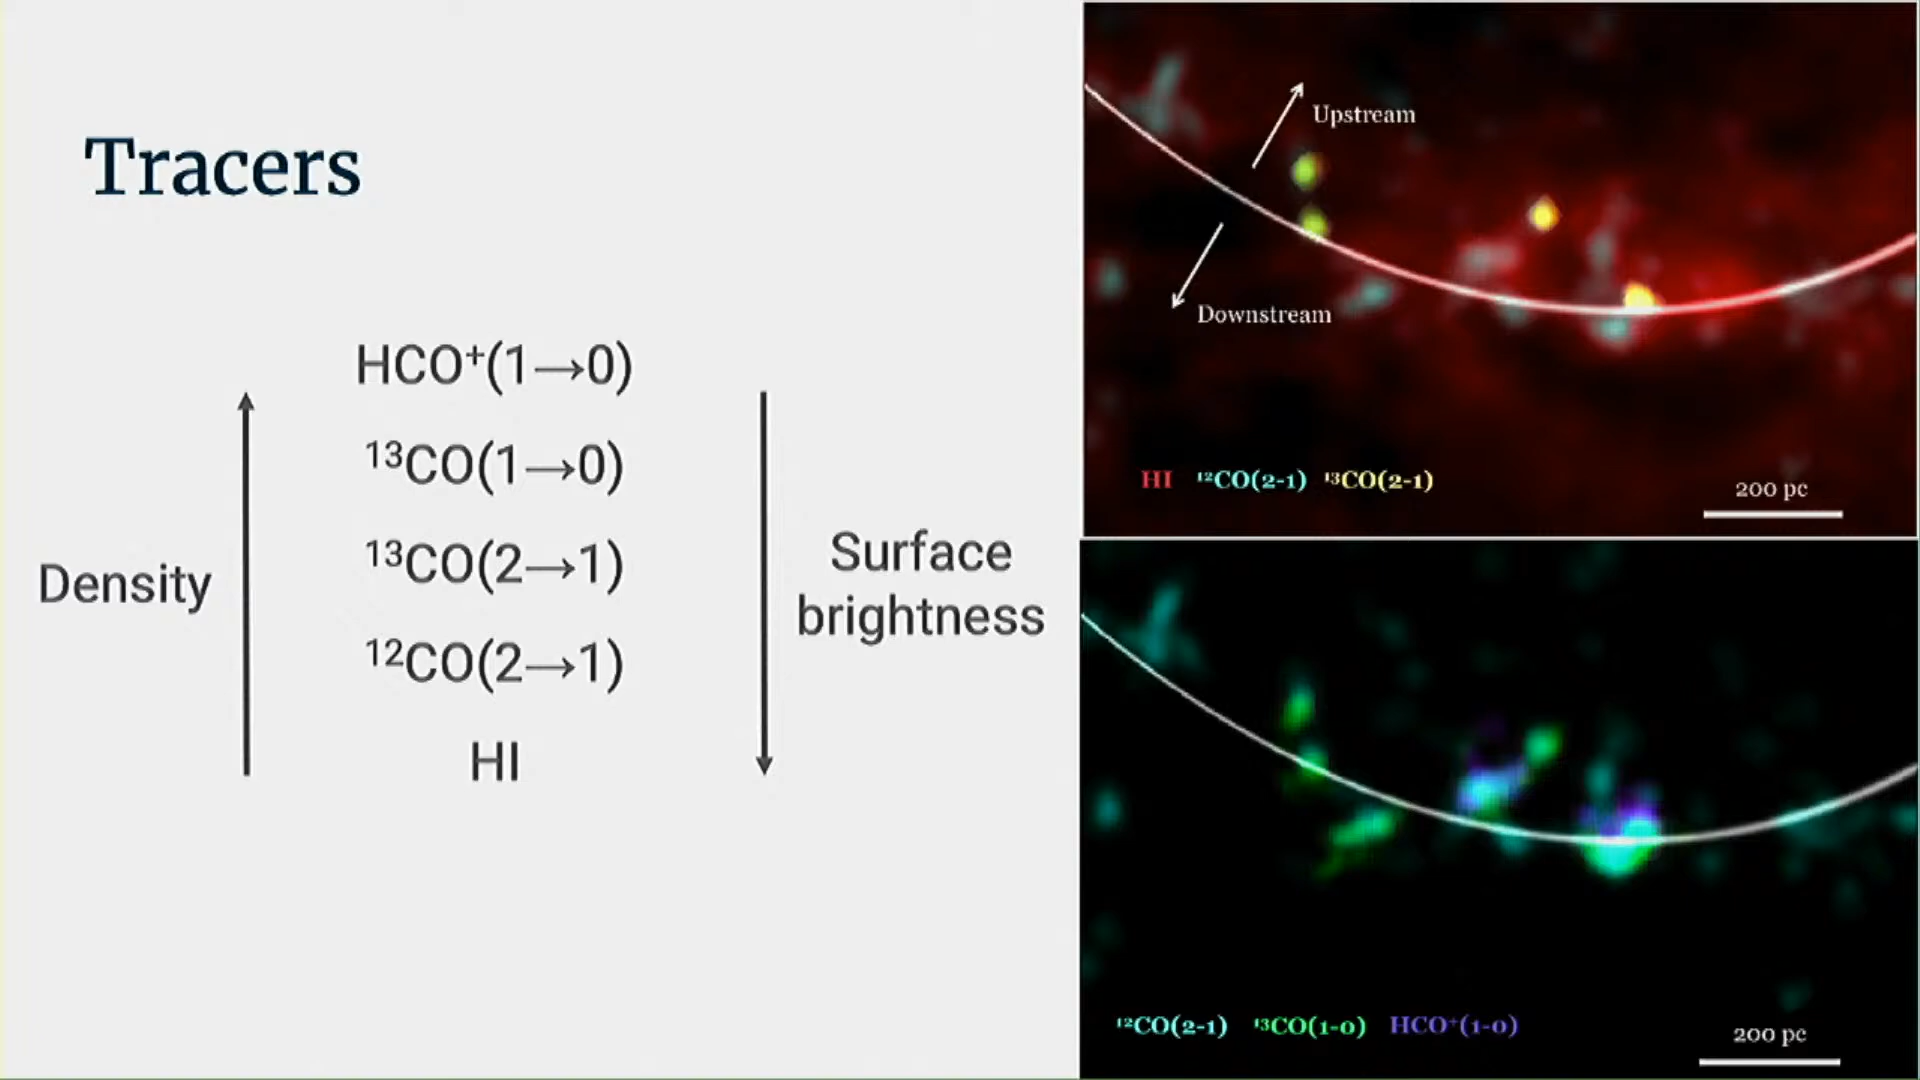 Tracers
HCO⁺(1→0)
¹³CO(1→0)
¹³CO(2→1)
¹²CO(2→1)
HI
Density
Surface
brightness
Upstream
Downstream
HI ¹²CO(2-1) ¹³CO(2-1)
200 pc
¹²CO(2-1) ¹³CO(1-0) HCO⁺(1-0)
200 pc